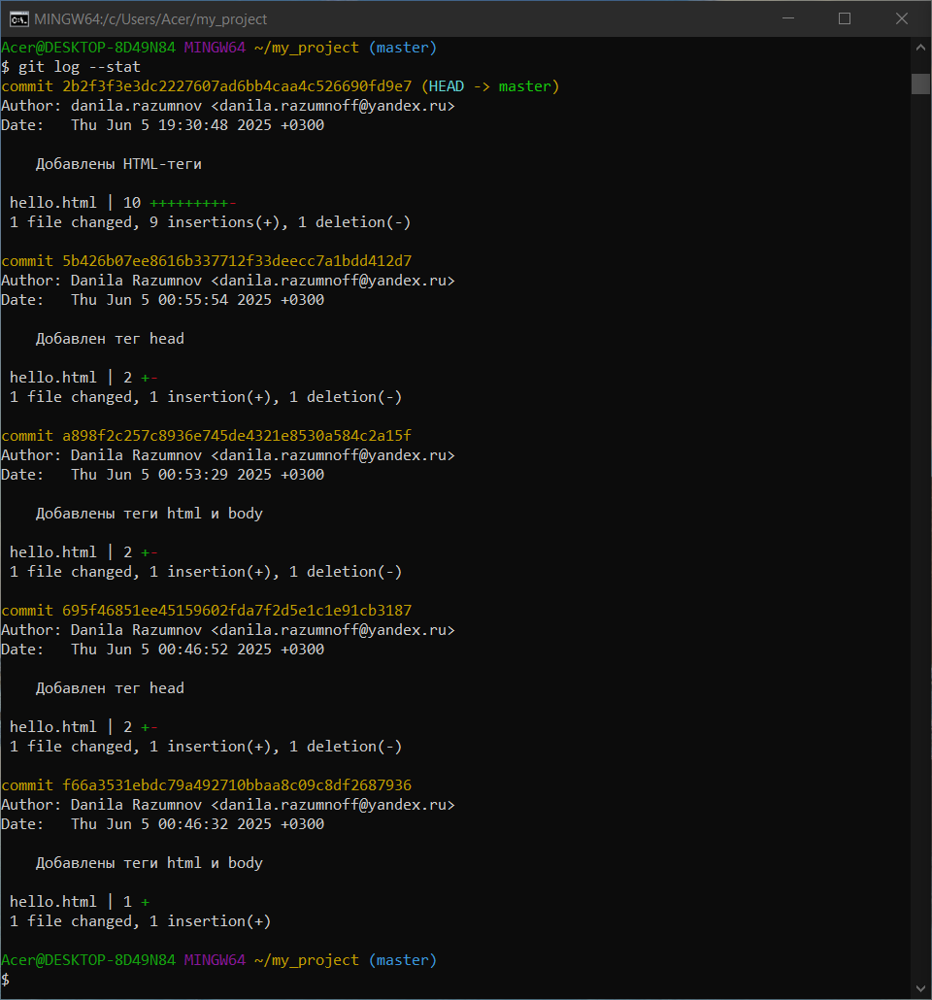 MINGW64:/c/Users/Acer/my_project
Acer@DESKTOP-8D49N84 MINGW64 ~/my_project (master)
$ git log --stat
commit 2b2f3f3e3dc2227607ad6bb4caa4c526690fd9e7 (HEAD -> master)
Author: danila.razumnov <danila.razumnoff@yandex.ru>
Date:   Thu Jun 5 19:30:48 2025 +0300
Добавлены HTML-теги
hello.html | 10 +++++++++-
1 file changed, 9 insertions(+), 1 deletion(-)
commit 5b426b07ee8616b337712f33deecc7a1bdd412d7
Author: Danila Razumnov <danila.razumnoff@yandex.ru>
Date:   Thu Jun 5 00:55:54 2025 +0300
Добавлен тег head
hello.html | 2 +-
1 file changed, 1 insertion(+), 1 deletion(-)
commit a898f2c257c8936e745de4321e8530a584c2a15f
Author: Danila Razumnov <danila.razumnoff@yandex.ru>
Date:   Thu Jun 5 00:53:29 2025 +0300
Добавлены теги html и body
hello.html | 2 +-
1 file changed, 1 insertion(+), 1 deletion(-)
commit 695f46851ee45159602fda7f2d5e1c1e91cb3187
Author: Danila Razumnov <danila.razumnoff@yandex.ru>
Date:   Thu Jun 5 00:46:52 2025 +0300
Добавлен тег head
hello.html | 2 +-
1 file changed, 1 insertion(+), 1 deletion(-)
commit f66a3531ebdc79a492710bbaa8c09c8df2687936
Author: Danila Razumnov <danila.razumnoff@yandex.ru>
Date:   Thu Jun 5 00:46:32 2025 +0300
Добавлены теги html и body
hello.html | 1 +
1 file changed, 1 insertion(+)
Acer@DESKTOP-8D49N84 MINGW64 ~/my_project (master)
$